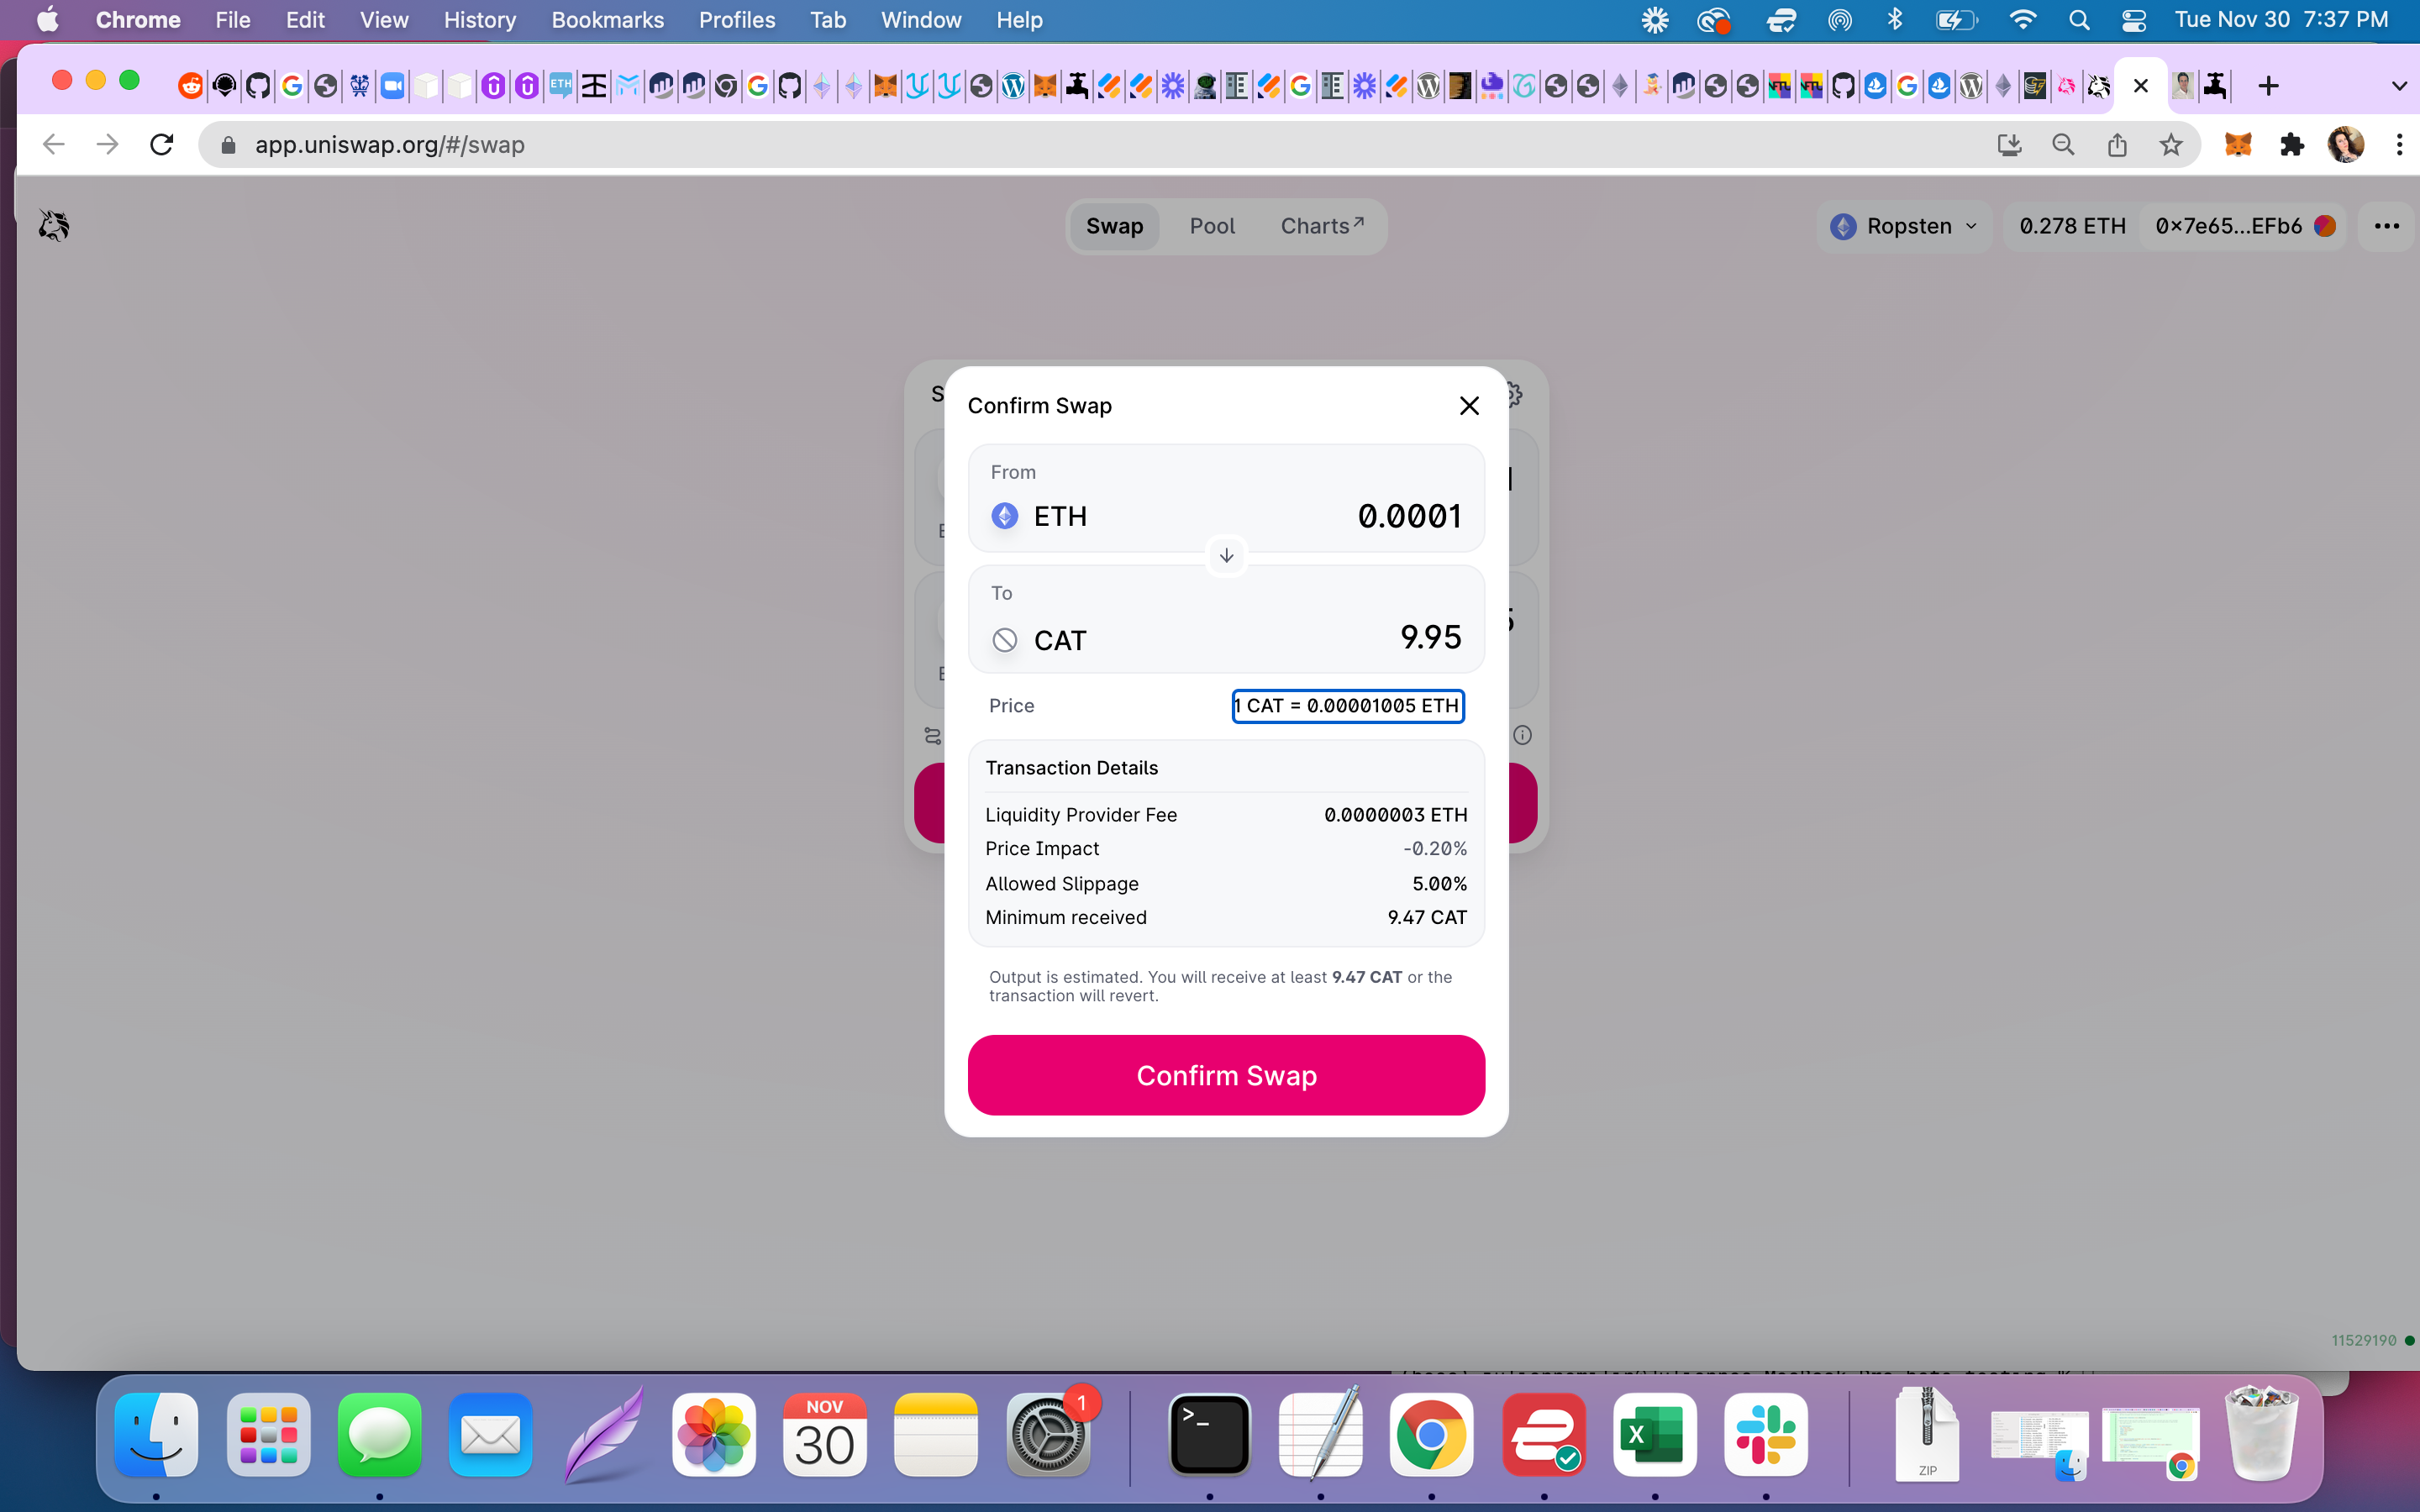 Chrome File Edit View History Bookmarks Profiles Tab Window Help Tue Nov 30 7:37 PM
ETH
app.uniswap.org/#/swap
Swap Pool Charts↗ Ropsten 0.278 ETH 0x7e65...EFb6
Confirm Swap
From
ETH 0.0001
To
CAT 9.95
Price 1 CAT = 0.00001005 ETH
Transaction Details
Liquidity Provider Fee 0.0000003 ETH
Price Impact -0.20%
Allowed Slippage 5.00%
Minimum received 9.47 CAT
Output is estimated. You will receive at least 9.47 CAT or the
transaction will revert.
Confirm Swap
11529190
NOV
30
1
>_
X
ZIP